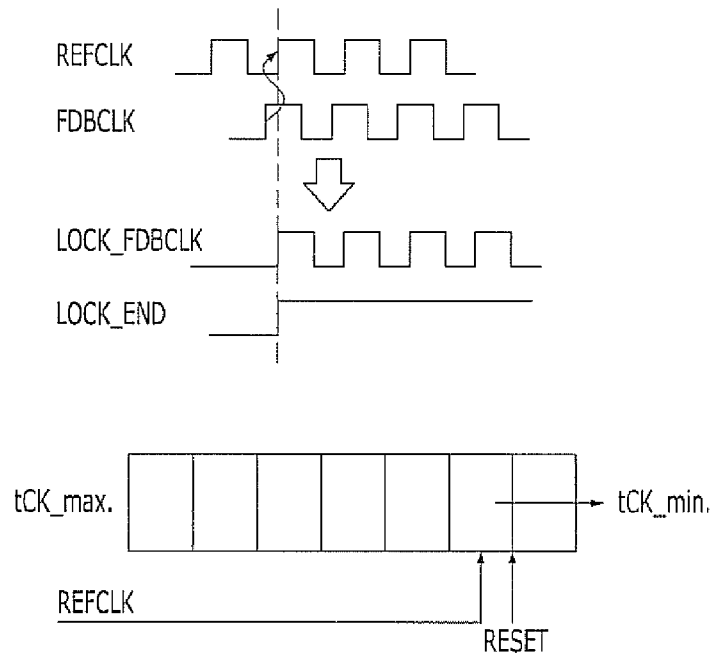 REFCLK
FDBCLK
LOCK_FDBCLK
LOCK_END
tCK_max.
tCK_min.
REFCLK
RESET